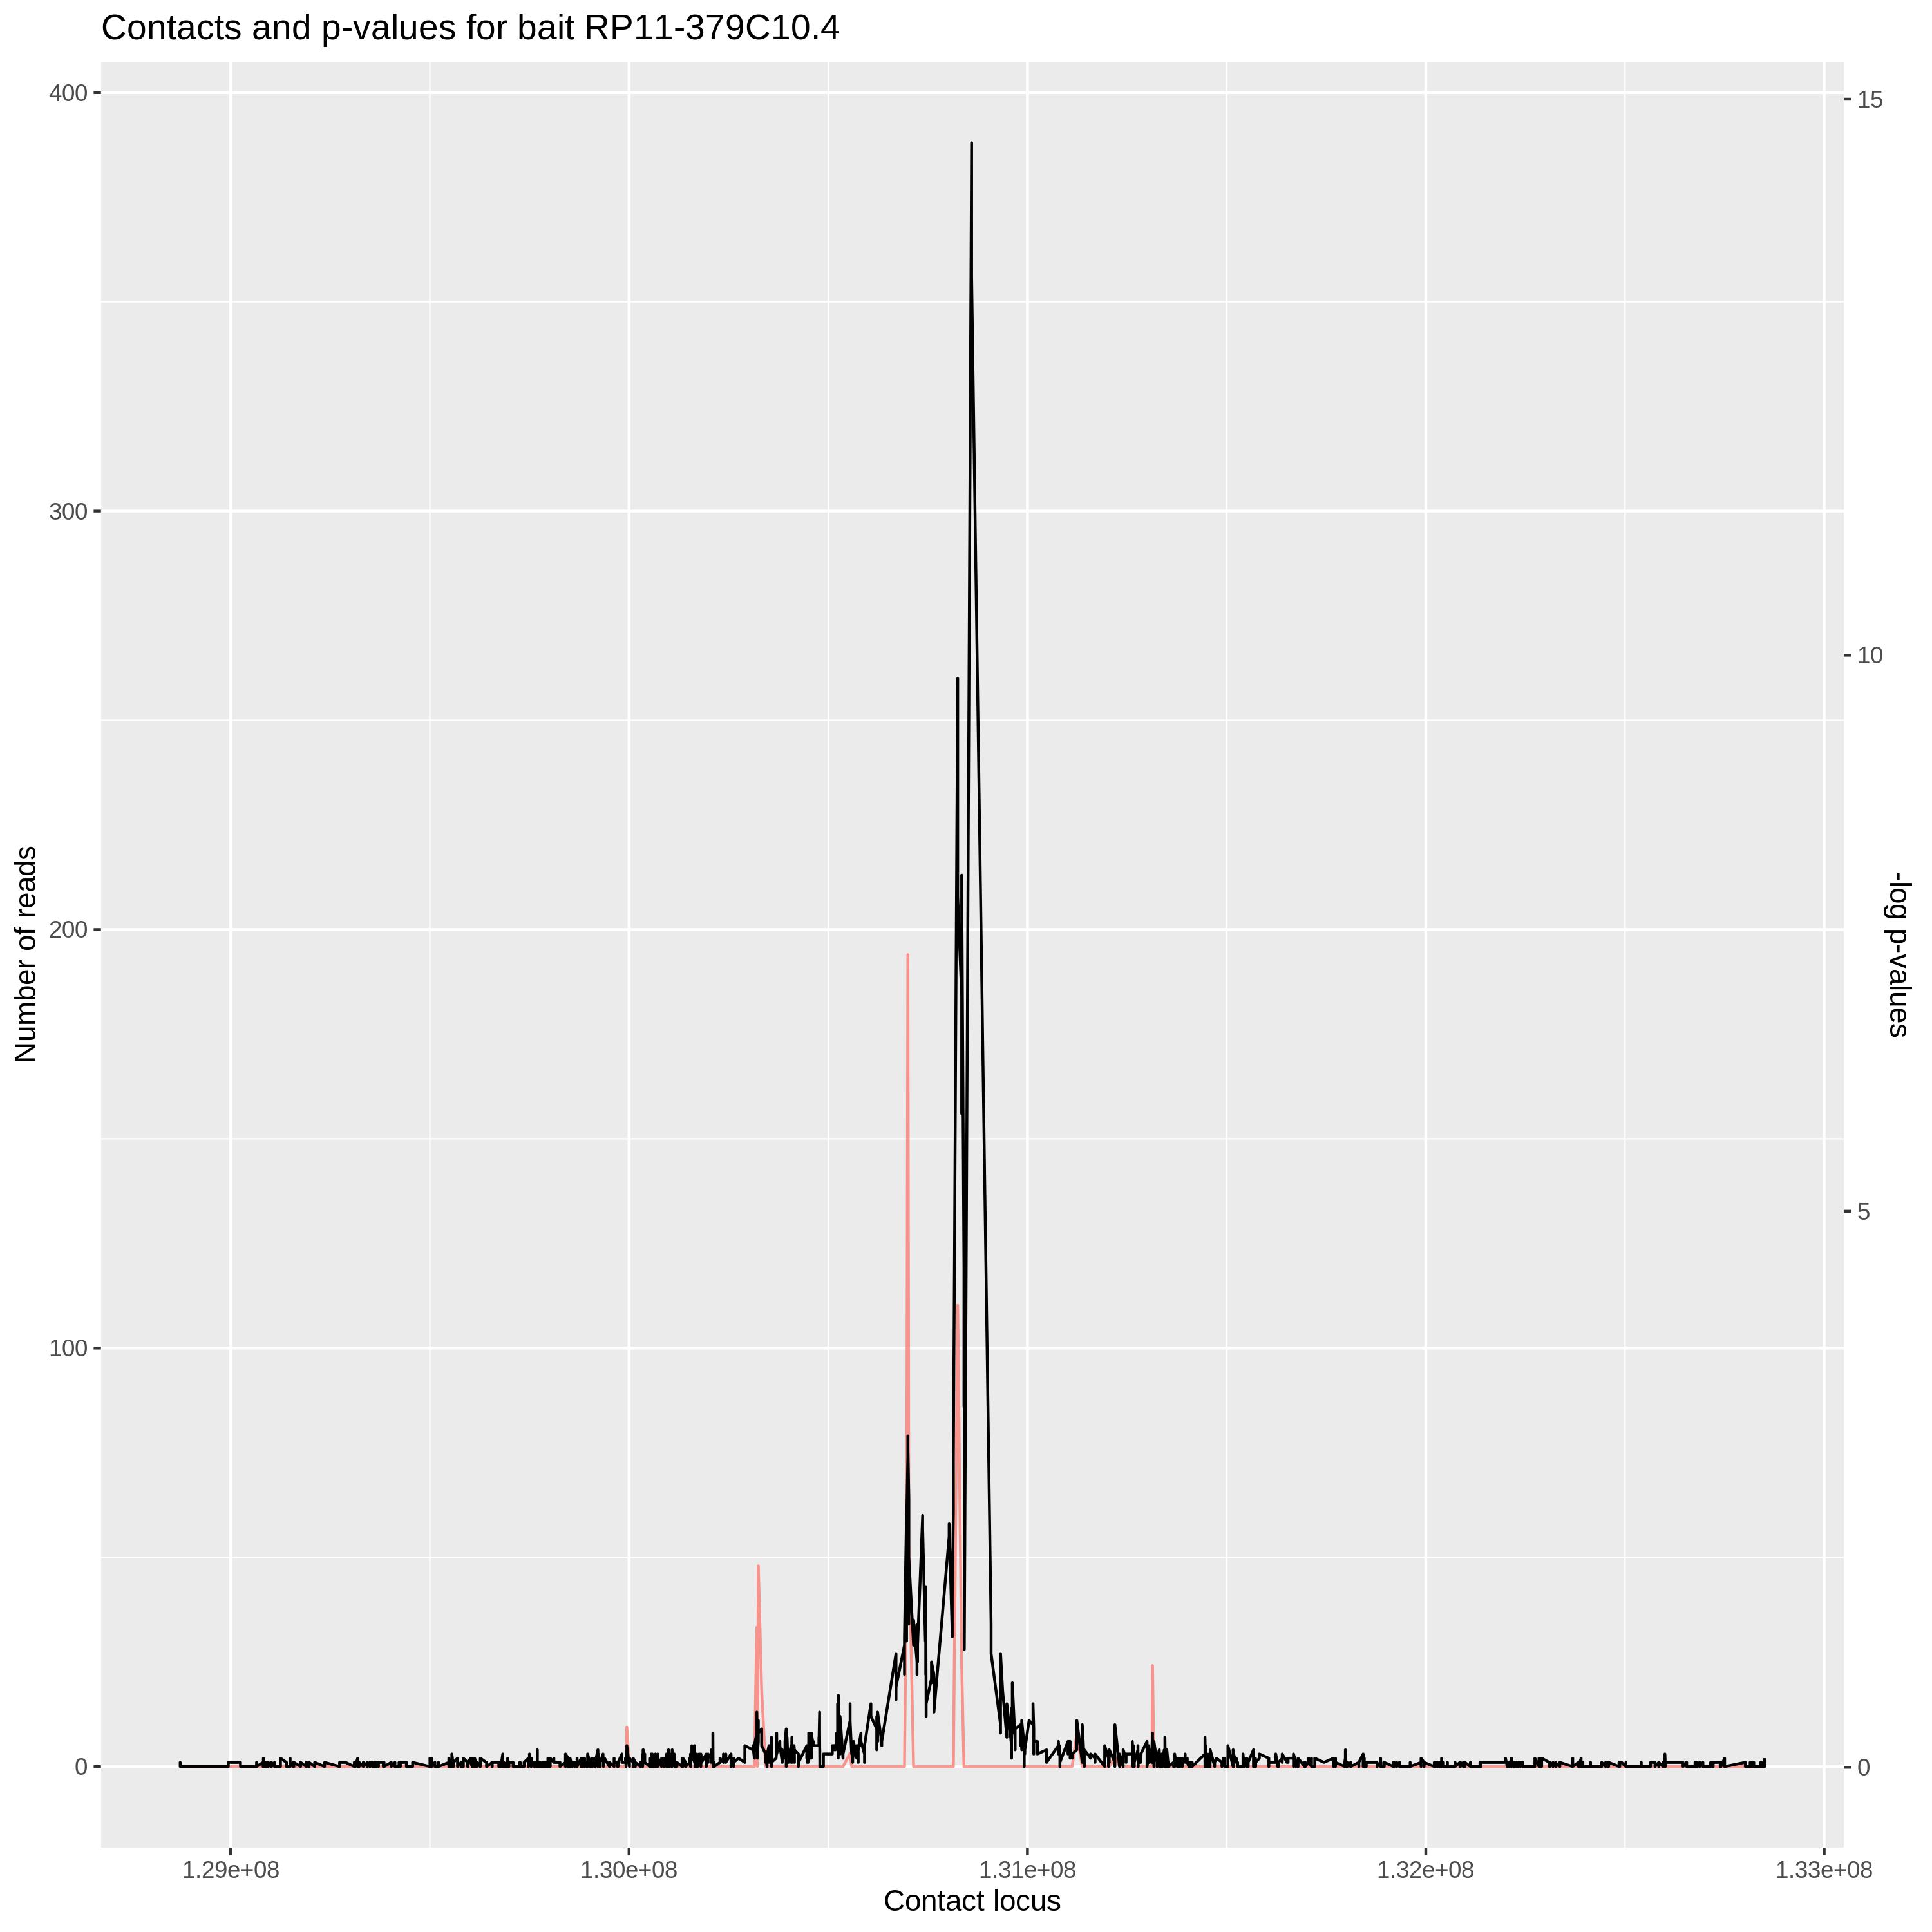 Contacts and p-values for bait RP11-379C10.4
400
300
200
100
0
Number of reads
15
10
5
0
-log p-values
1.29e+08
1.30e+08
1.31e+08
1.32e+08
1.33e+08
Contact locus